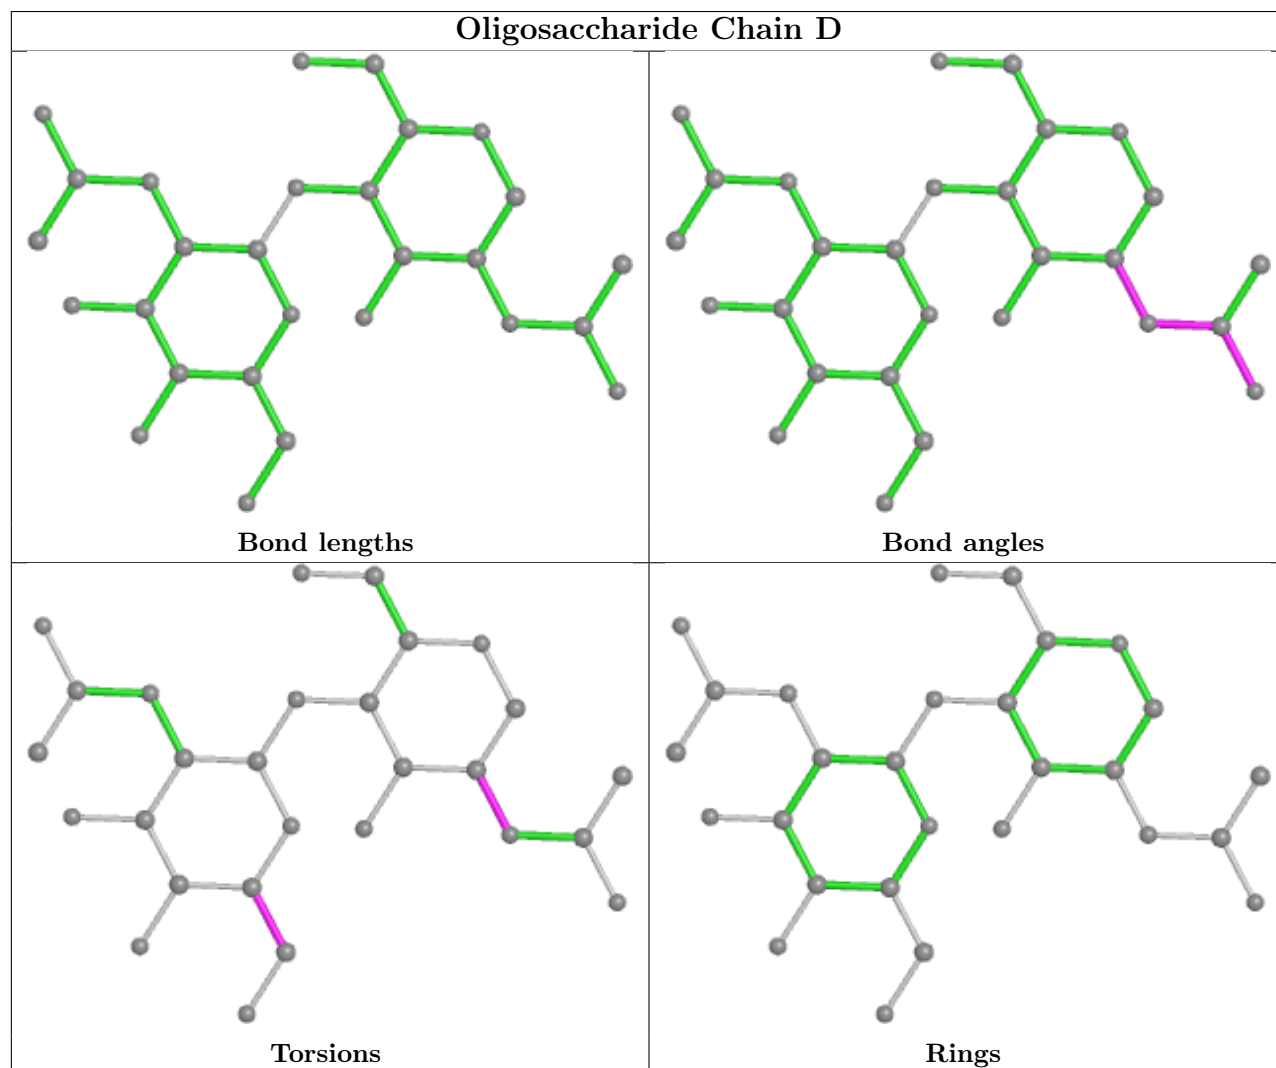 Oligosaccharide Chain D
Bond lengths
Bond angles
Torsions
Rings